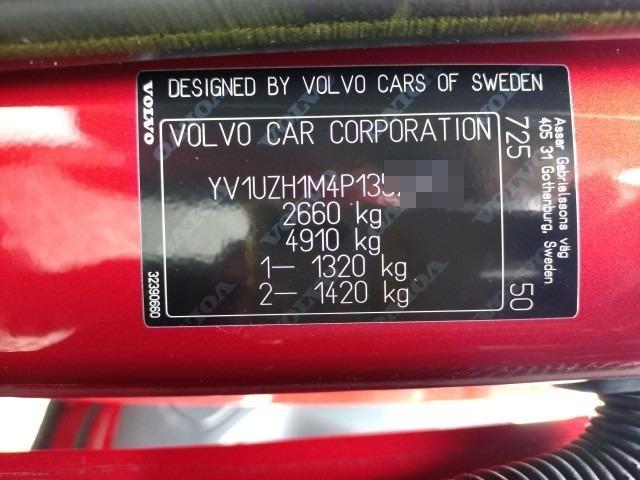 DESIGNED BY VOLVO CARS OF SWEDEN
VOLVO
VOLVO CAR CORPORATION
YV1UZH1M4P135
2660 kg
4910 kg
1– 1320 kg
2– 1420 kg
32390660
725
50
Assar Gabrielssons väg
405 31 Gothenburg, Sweden